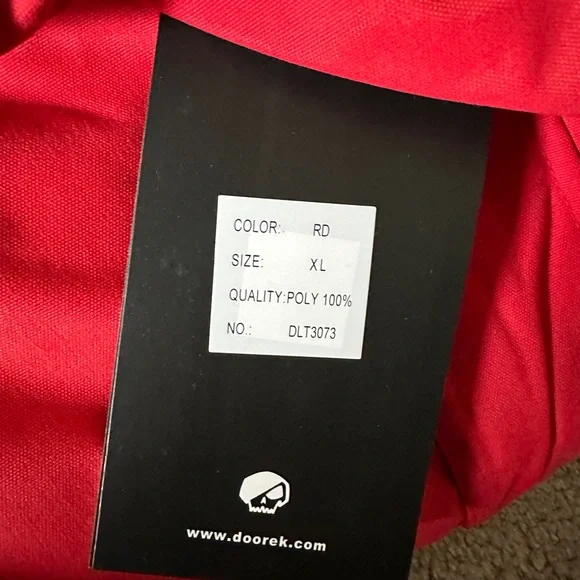 COLOR: RD
SIZE: XL
QUALITY:POLY 100%
NO.: DLT3073
www.doorek.com